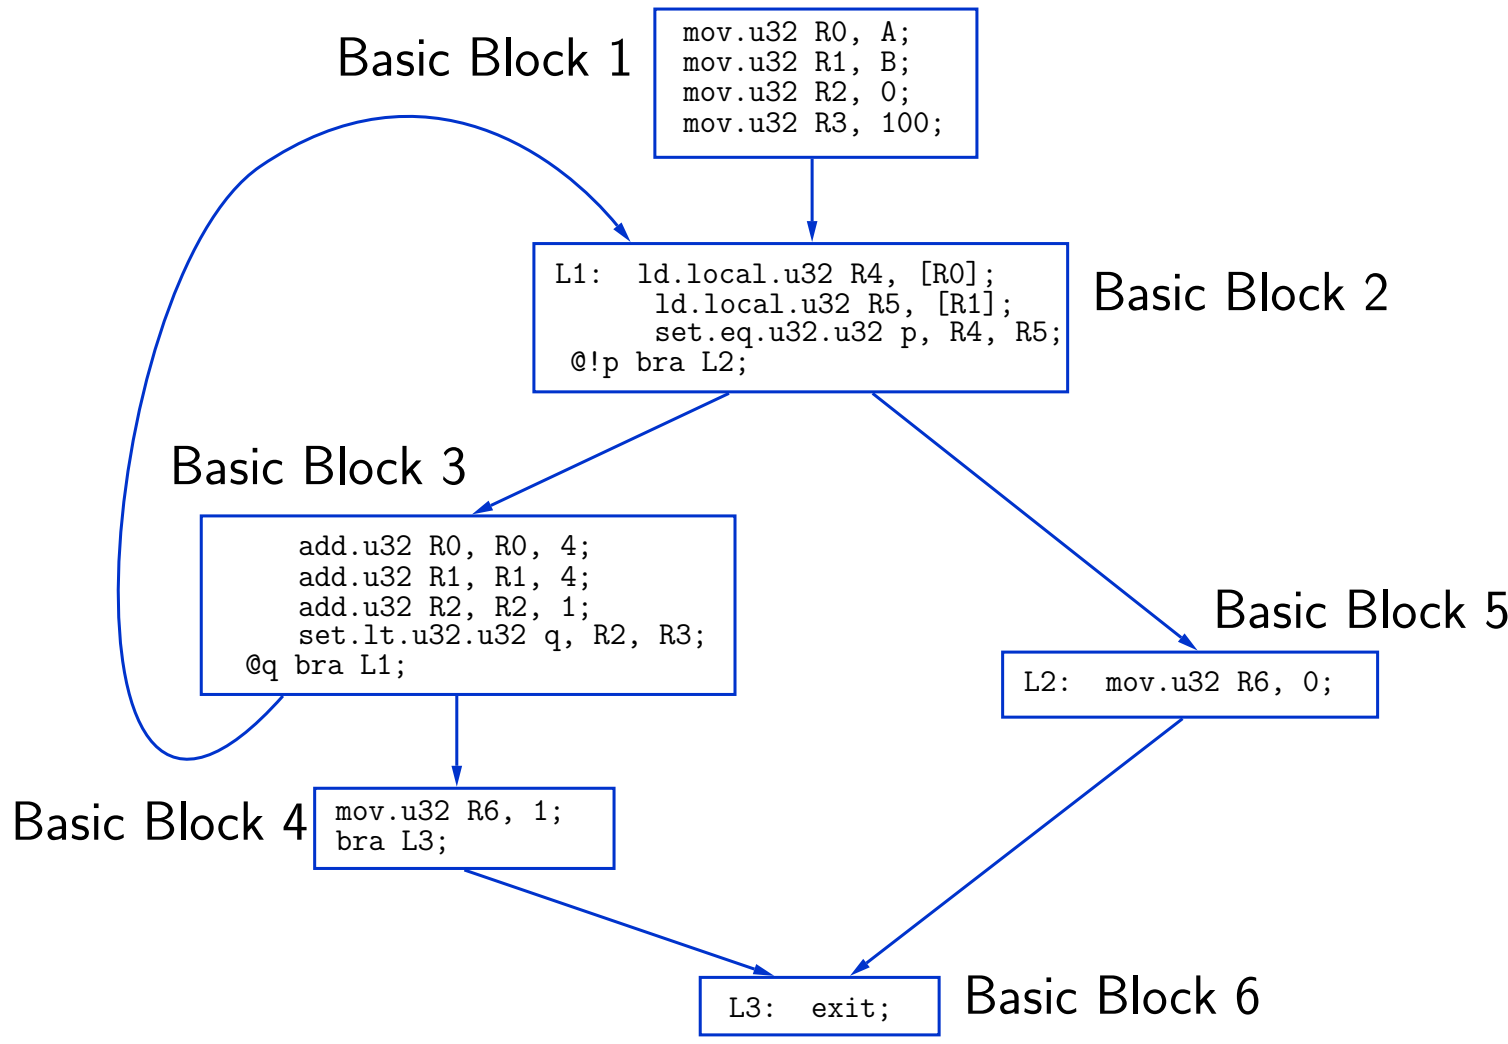 Basic Block 1
mov.u32 R0, A;
mov.u32 R1, B;
mov.u32 R2, 0;
mov.u32 R3, 100;
L1: ld.local.u32 R4, [R0];
ld.local.u32 R5, [R1];
set.eq.u32.u32 p, R4, R5;
@!p bra L2;
Basic Block 2
Basic Block 3
add.u32 R0, R0, 4;
add.u32 R1, R1, 4;
add.u32 R2, R2, 1;
set.lt.u32.u32 q, R2, R3;
@q bra L1;
Basic Block 5
L2: mov.u32 R6, 0;
Basic Block 4
mov.u32 R6, 1;
bra L3;
L3: exit;
Basic Block 6